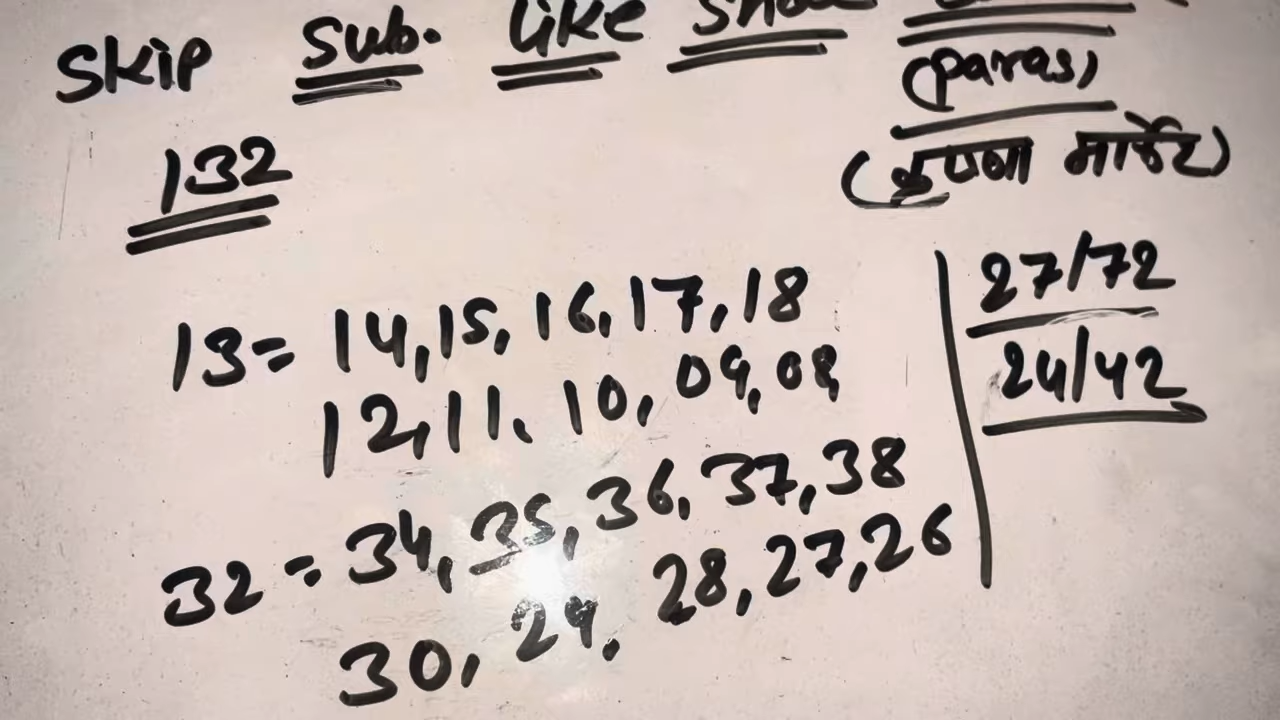 Skip Sub. Like
(paras)
(कृपणा मार्केट)
132
13= 14, 15, 16, 17, 18
12, 11, 10, 09, 08
32= 34, 35, 36, 37, 38
30, 29, 28, 27, 26
27/72
24/42